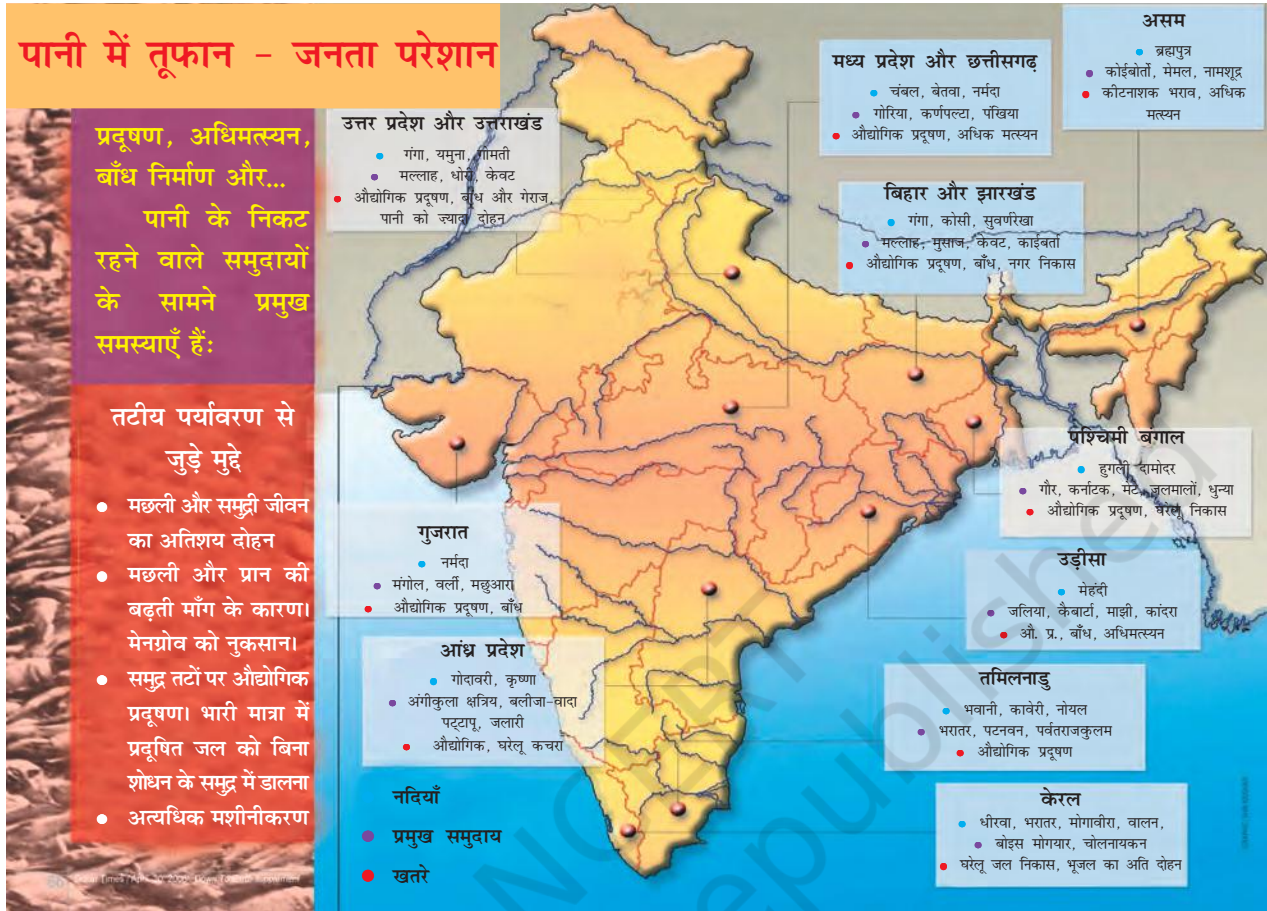 पानी में तूफान – जनता परेशान
प्रदूषण, अधिमत्स्यन,
बाँध निर्माण और...
पानी के निकट
रहने वाले समुदायों
के सामने प्रमुख
समस्याएँ हैं:
तटीय पर्यावरण से
जुड़े मुद्दे
• मछली और समुद्री जीवन
का अतिशय दोहन
• मछली और प्रान की
बढ़ती माँग के कारण।
मेनग्रोव को नुकसान।
• समुद्र तटों पर औद्योगिक
प्रदूषण। भारी मात्रा में
प्रदूषित जल को बिना
शोधन के समुद्र में डालना
• अत्यधिक मशीनीकरण
उत्तर प्रदेश और उत्तराखंड
• गंगा, यमुना, गोमती
• मल्लाह, धोरी, केवट
• औद्योगिक प्रदूषण, बाँध और गेराज,
पानी को ज़्यादा दोहन
मध्य प्रदेश और छत्तीसगढ़
• चंबल, बेतवा, नर्मदा
• गोरिया, कर्णपल्टा, पंखिया
• औद्योगिक प्रदूषण, अधिक मत्स्यन
असम
• ब्रह्मपुत्र
• कोईबोर्तो, मेमल, नामशूद्र
• कीटनाशक भराव, अधिक
मत्स्यन
बिहार और झारखंड
• गंगा, कोसी, सुवर्णरेखा
• मल्लाह, मुसाज, केवट, काईबर्ता
• औद्योगिक प्रदूषण, बाँध, नगर निकास
पश्चिमी बगाल
• हुगली दामोदर
• गौर, कर्नाटक, मेटे, जलमालों, धुन्या
• औद्योगिक प्रदूषण, घरेलू निकास
गुजरात
• नर्मदा
• मंगोल, वर्ली, मछुआरा
• औद्योगिक प्रदूषण, बाँध
उड़ीसा
• मेहंदी
• जलिया, कैबार्टा, माझी, कांदरा
• औ. प्र., बाँध, अधिमत्स्यन
आंध्र प्रदेश
• गोदावरी, कृष्णा
• अंगीकुला क्षत्रिय, बलीजा-वादा
पट्टापू, जलारी
• औद्योगिक, घरेलू कचरा
तमिलनाडु
• भवानी, कावेरी, नोयल
• भरातर, पटनवन, पर्वतराजकुलम
• औद्योगिक प्रदूषण
केरल
• धीरवा, भरातर, मोगावीरा, वालन,
• बोइस मोगयार, चोलनायकन
• घरेलू जल निकास, भूजल का अति दोहन
नदियाँ
• प्रमुख समुदाय
• खतरे
NCERT
republished